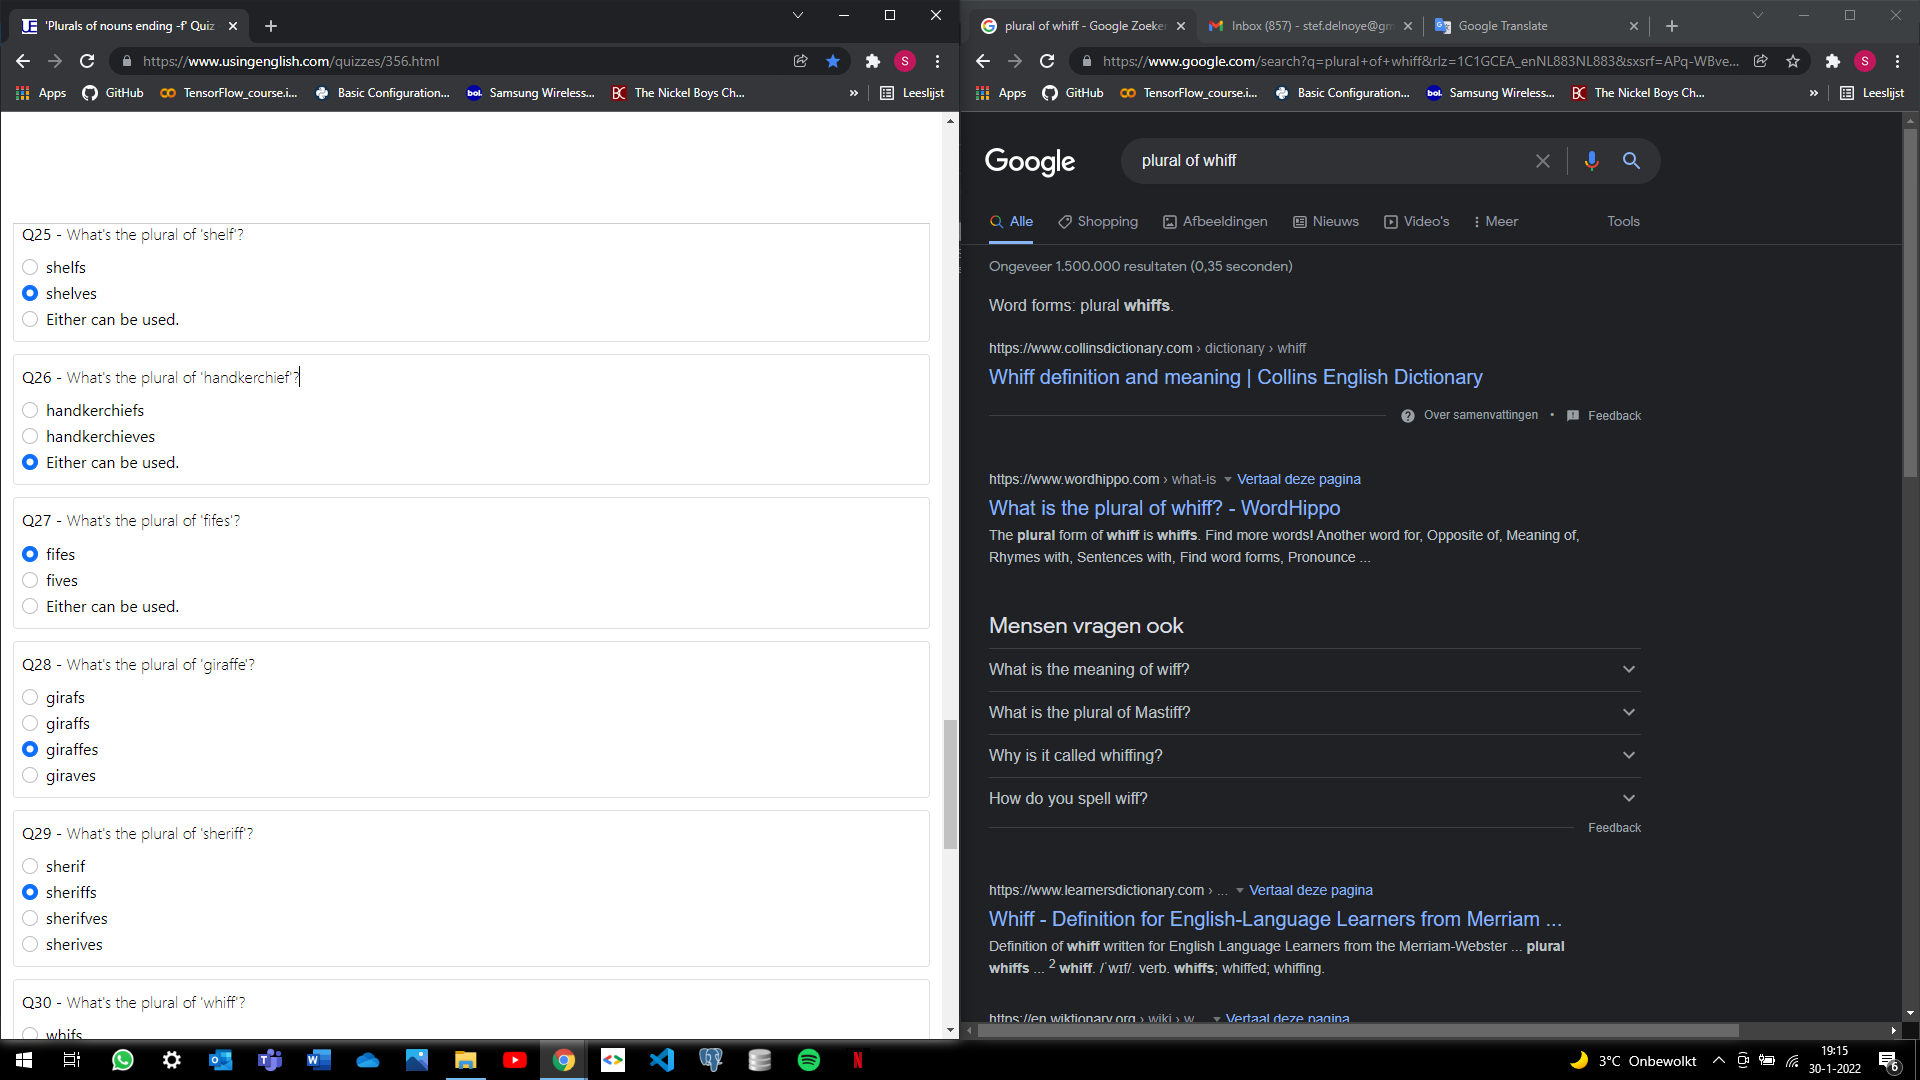 'Plurals of nouns ending -f' Quiz
https://www.usingenglish.com/quizzes/356.html
S
Apps
GitHub
TensorFlow_course.i...
Basic Configuration...
bol.
Samsung Wireless...
BC
The Nickel Boys Ch...
»
Leeslijst
Q25 - What's the plural of 'shelf'?
shelfs
shelves
Either can be used.
Q26 - What's the plural of 'handkerchief'?
handkerchiefs
handkerchieves
Either can be used.
Q27 - What's the plural of 'fifes'?
fifes
fives
Either can be used.
Q28 - What's the plural of 'giraffe'?
girafs
giraffs
giraffes
giraves
Q29 - What's the plural of 'sheriff'?
sherif
sheriffs
sherifves
sherives
Q30 - What's the plural of 'whiff'?
whifs
plural of whiff - Google Zoeken
Inbox (857) - stef.delnoye@gm
Google Translate
https://www.google.com/search?q=plural+of+whiff&rlz=1C1GCEA_enNL883NL883&sxsrf=APq-WBve...
S
Apps
GitHub
TensorFlow_course.i...
Basic Configuration...
bol.
Samsung Wireless...
BC
The Nickel Boys Ch...
»
Leeslijst
Google
plural of whiff
Alle
Shopping
Afbeeldingen
Nieuws
Video's
Meer
Tools
Ongeveer 1.500.000 resultaten (0,35 seconden)
Word forms: plural whiffs.
https://www.collinsdictionary.com › dictionary › whiff
Whiff definition and meaning | Collins English Dictionary
Over samenvattingen • Feedback
https://www.wordhippo.com › what-is Vertaal deze pagina
What is the plural of whiff? - WordHippo
The plural form of whiff is whiffs. Find more words! Another word for, Opposite of, Meaning of,
Rhymes with, Sentences with, Find word forms, Pronounce ...
Mensen vragen ook
What is the meaning of wiff?
What is the plural of Mastiff?
Why is it called whiffing?
How do you spell wiff?
Feedback
https://www.learnersdictionary.com › ... Vertaal deze pagina
Whiff - Definition for English-Language Learners from Merriam ...
Definition of whiff written for English Language Learners from the Merriam-Webster ... plural
whiffs ... 2 whiff. /ˈwɪf/. verb. whiffs; whiffed; whiffing.
https://en.wiktionary.org › wiki › w... Vertaal deze pagina
3°C Onbewolkt
19:15
30-1-2022
6